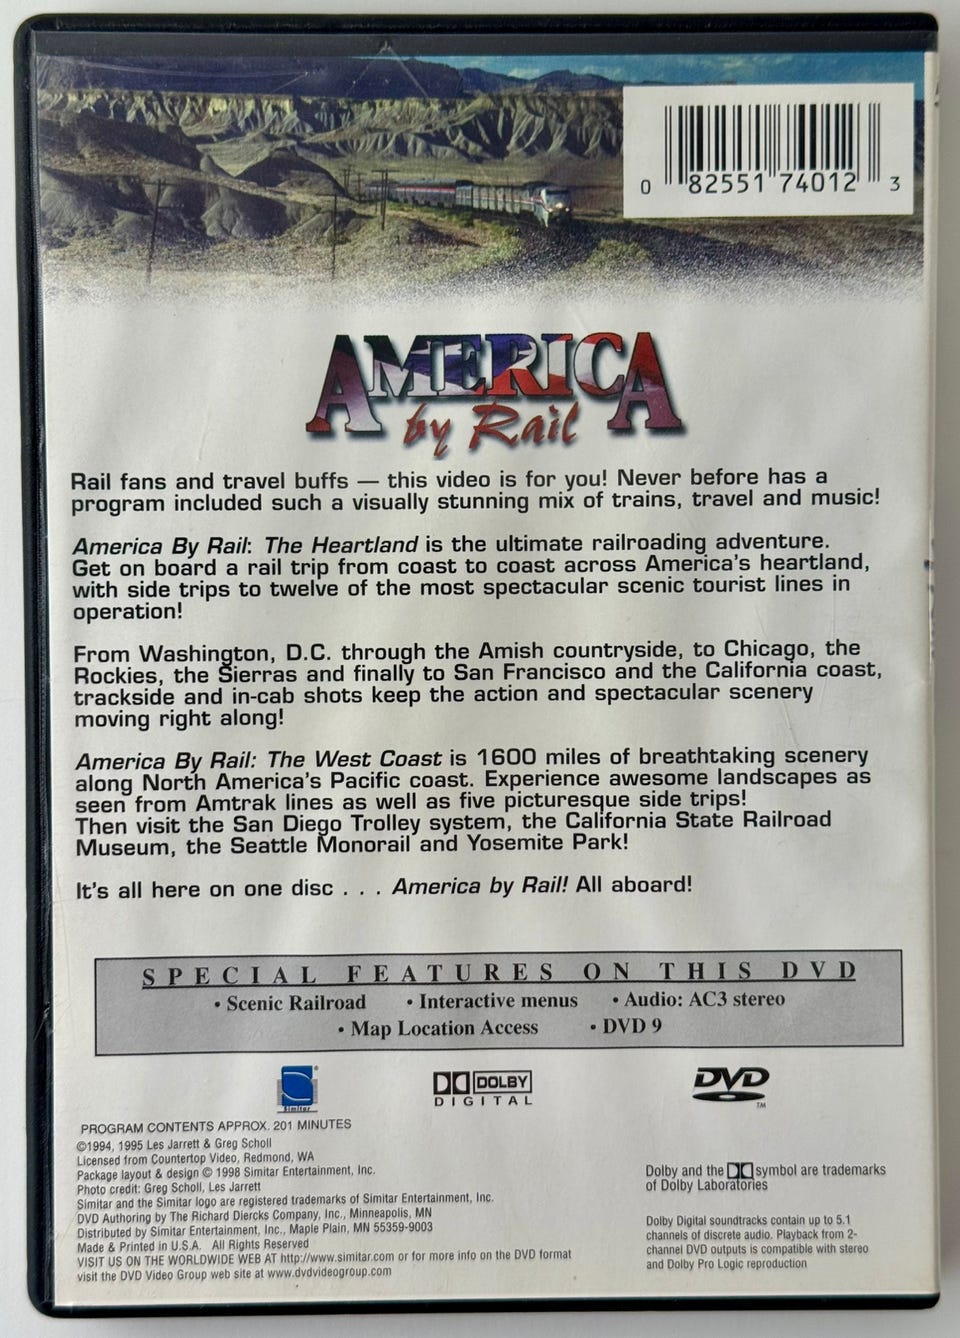 0 82551 74012 3
AMERICA
by Rail
Rail fans and travel buffs — this video is for you! Never before has a
program included such a visually stunning mix of trains, travel and music!
America By Rail: The Heartland is the ultimate railroading adventure.
Get on board a rail trip from coast to coast across America's heartland,
with side trips to twelve of the most spectacular scenic tourist lines in
operation!
From Washington, D.C. through the Amish countryside, to Chicago, the
Rockies, the Sierras and finally to San Francisco and the California coast,
trackside and in-cab shots keep the action and spectacular scenery
moving right along!
America By Rail: The West Coast is 1600 miles of breathtaking scenery
along North America's Pacific coast. Experience awesome landscapes as
seen from Amtrak lines as well as five picturesque side trips!
Then visit the San Diego Trolley system, the California State Railroad
Museum, the Seattle Monorail and Yosemite Park!
It's all here on one disc . . . America by Rail! All aboard!
SPECIAL FEATURES ON THIS DVD
• Scenic Railroad • Interactive menus • Audio: AC3 stereo
• Map Location Access • DVD 9
Simitar
DOLBY
DIGITAL
DVD
TM
PROGRAM CONTENTS APPROX. 201 MINUTES
©1994, 1995 Les Jarrett & Greg Scholl
Licensed from Countertop Video, Redmond, WA
Package layout & design © 1998 Simitar Entertainment, Inc.
Photo credit: Greg Scholl, Les Jarrett
Simitar and the Simitar logo are registered trademarks of Simitar Entertainment, Inc.
DVD Authoring by The Richard Diercks Company, Inc., Minneapolis, MN
Distributed by Simitar Entertainment, Inc., Maple Plain, MN 55359-9003
Made & Printed in U.S.A. All Rights Reserved
VISIT US ON THE WORLDWIDE WEB AT http://www.simitar.com or for more info on the DVD format
visit the DVD Video Group web site at www.dvdvideogroup.com
Dolby and the symbol are trademarks
of Dolby Laboratories
Dolby Digital soundtracks contain up to 5.1
channels of discrete audio. Playback from 2-
channel DVD outputs is compatible with stereo
and Dolby Pro Logic reproduction